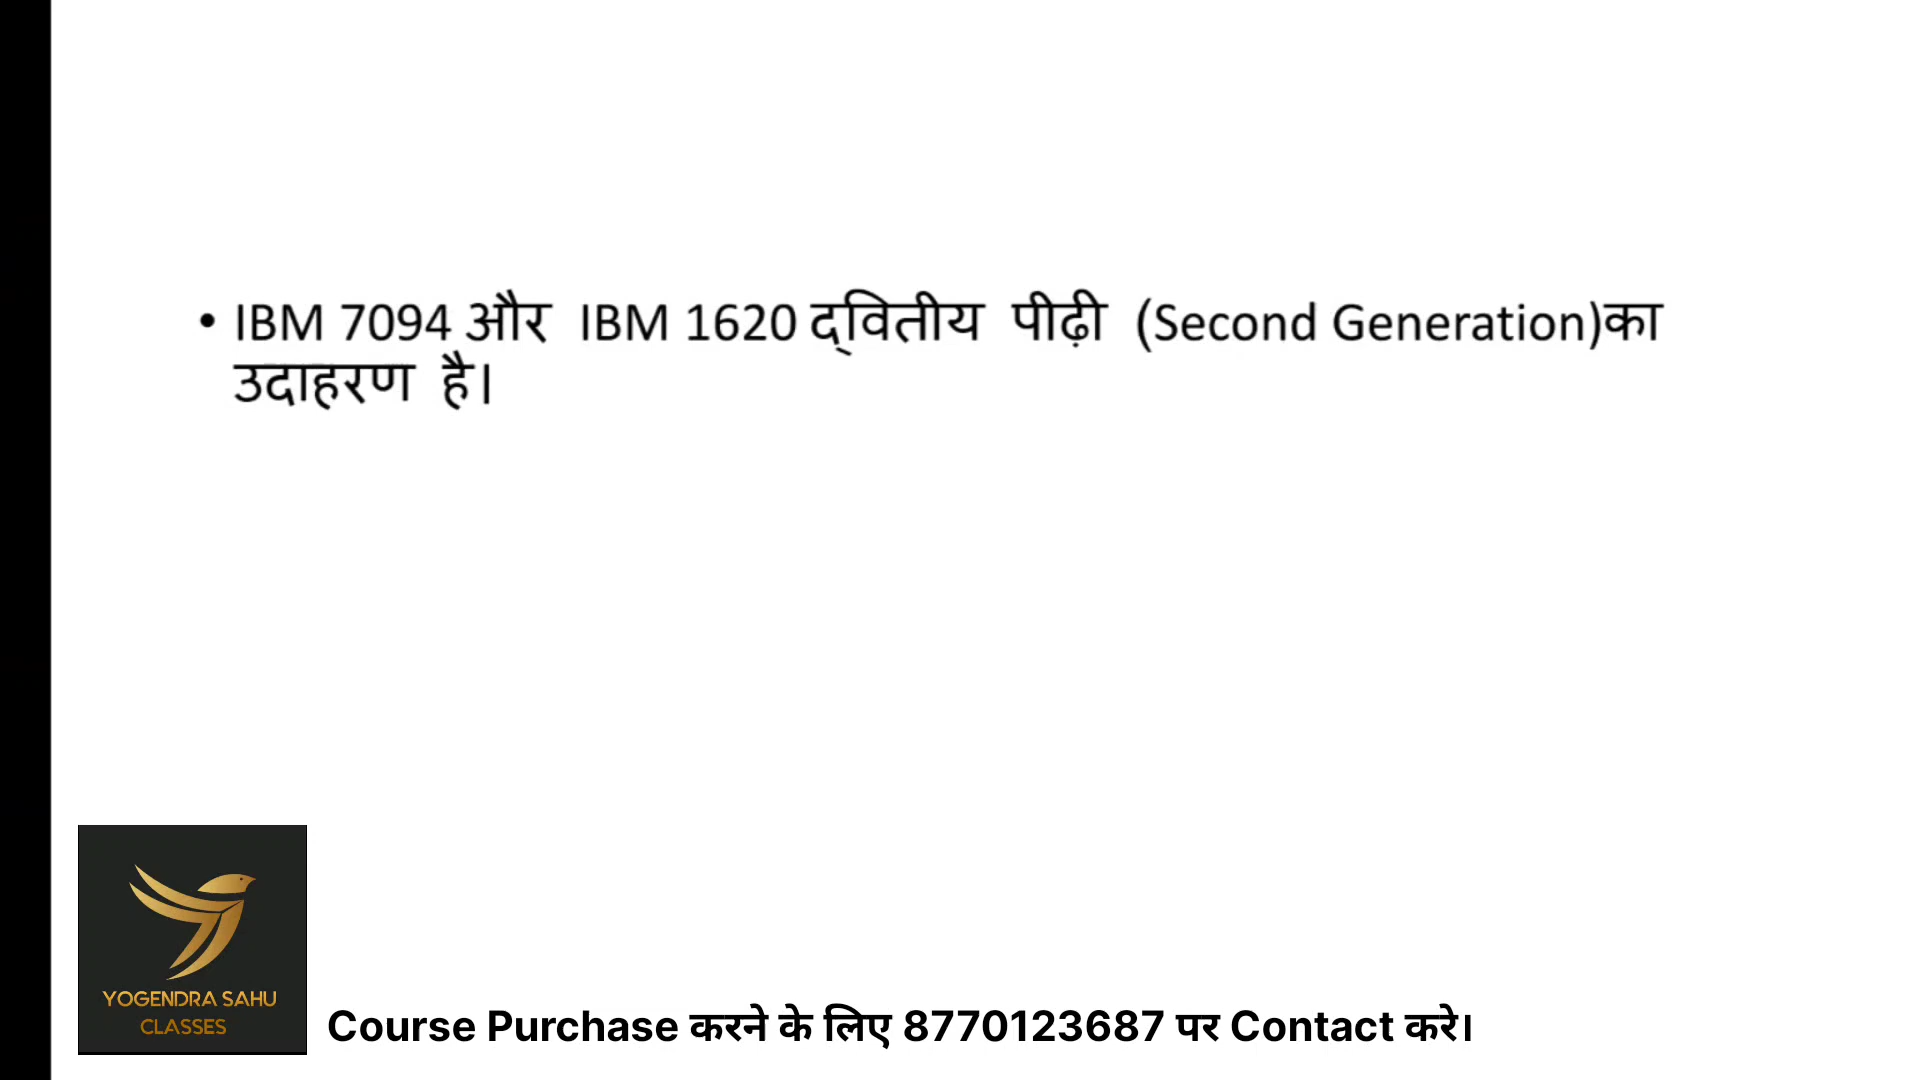 • IBM 7094 और IBM 1620 द्वितीय पीढ़ी (Second Generation)का
उदाहरण है।
YOGENDRA SAHU
CLASSES
Course Purchase करने के लिए 8770123687 पर Contact करे।